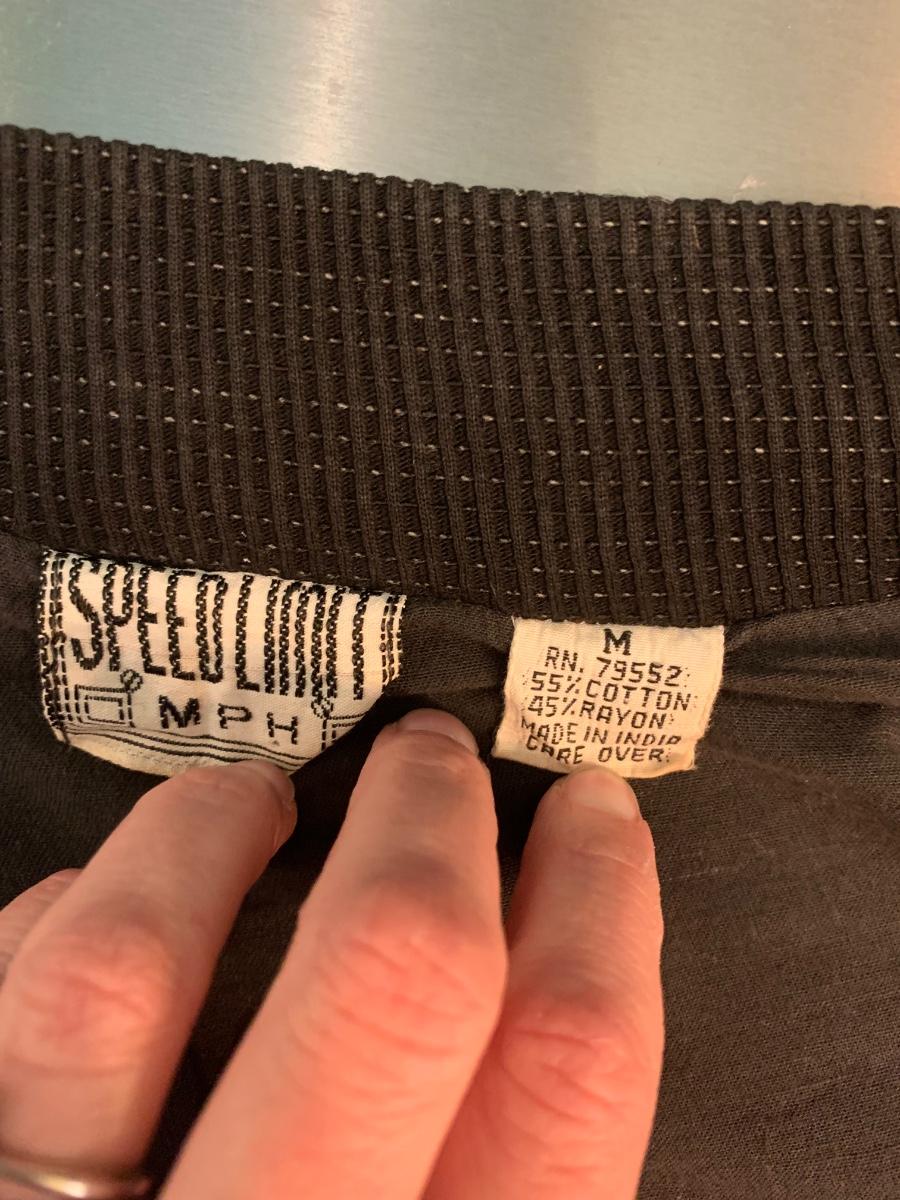 SPEED LIMIT
MPH
M
RN. 79552
55% COTTON
45% RAYON
MADE IN INDIA
CARE OVER